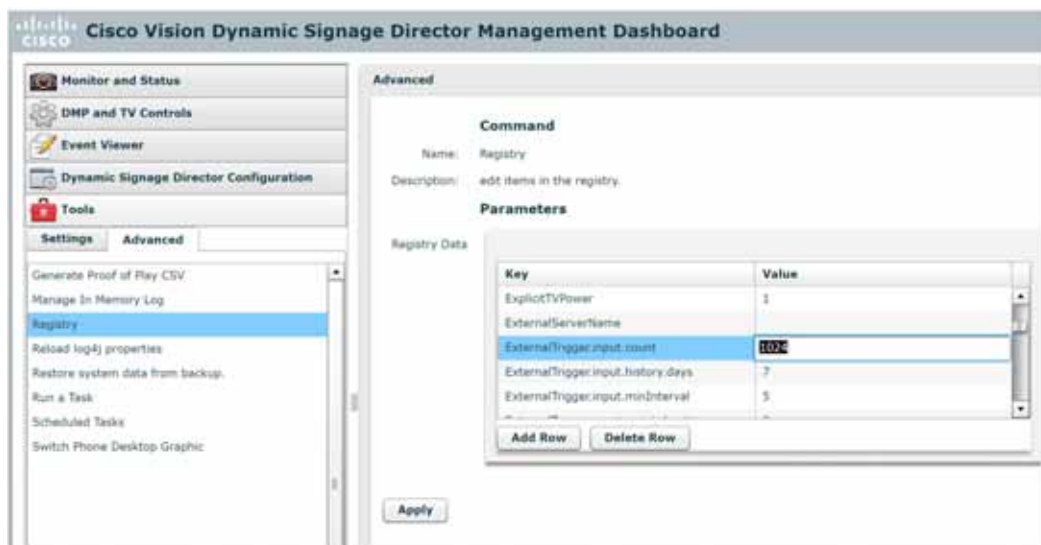 CISCO
Cisco Vision Dynamic Signage Director Management Dashboard
Monitor and Status
DMP and TV Controls
Event Viewer
Dynamic Signage Director Configuration
Tools
Settings Advanced
Generate Proof of Play CSV
Manage In Memory Log
Registry
Reload log4j properties
Restore system data from backup.
Run a Task
Scheduled Tasks
Switch Phone Desktop Graphic
Advanced
Command
Name: Registry
Description: edit items in the registry.
Parameters
Registry Data
Key Value
ExplicitTVPower 1
ExternalServerName
ExternalTrigger.input.count 1024
ExternalTrigger.input.history.days 7
ExternalTrigger.input.minInterval 5
Add Row Delete Row
Apply